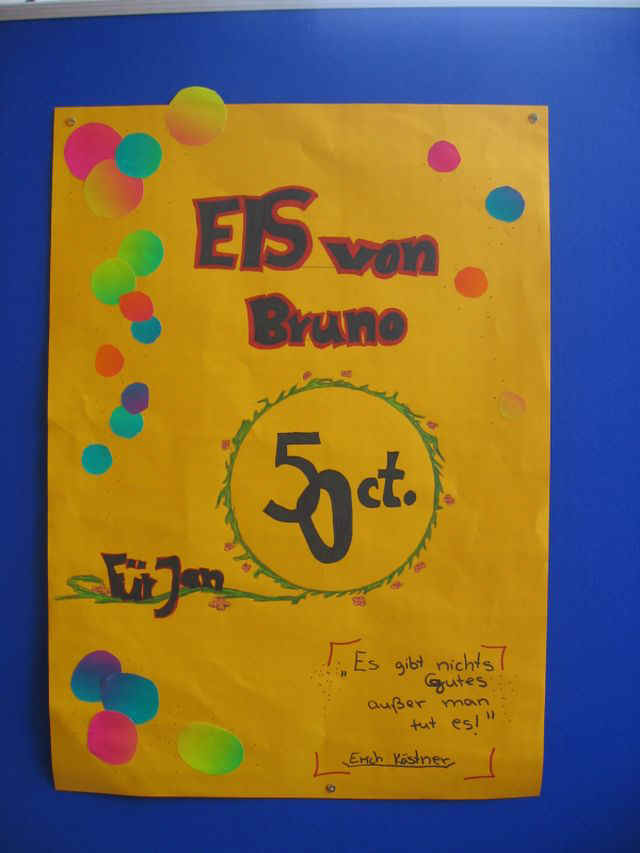 EIS von
Bruno
50 ct.
Für Jan
„Es gibt nichts
Gutes
außer man
tut es!"
Erich Kästner